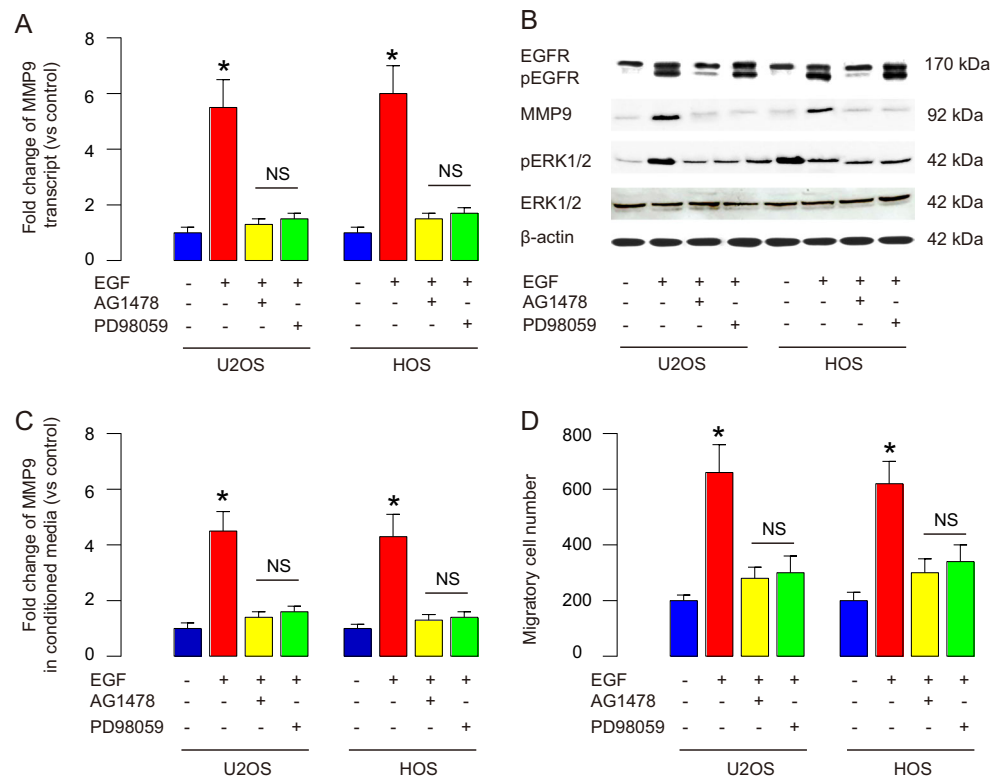 A
Fold change of MMP9
transcript (vs control)
8
6
4
2
0
*
NS
*
NS
EGF - + + + - + + +
AG1478 - - + - - - + -
PD98059 - - - + - - - +
U2OS HOS
B
EGFR
pEGFR 170 kDa
MMP9 92 kDa
pERK1/2 42 kDa
ERK1/2 42 kDa
β-actin 42 kDa
EGF - + + + - + + +
AG1478 - - + - - - + -
PD98059 - - - + - - - +
U2OS HOS
C
Fold change of MMP9
in conditioned media (vs control)
8
6
4
2
0
*
NS
*
NS
EGF - + + + - + + +
AG1478 - - + - - - + -
PD98059 - - - + - - - +
U2OS HOS
D
Migratory cell number
800
600
400
200
0
*
NS
*
NS
EGF - + + + - + + +
AG1478 - - + - - - + -
PD98059 - - - + - - - +
U2OS HOS